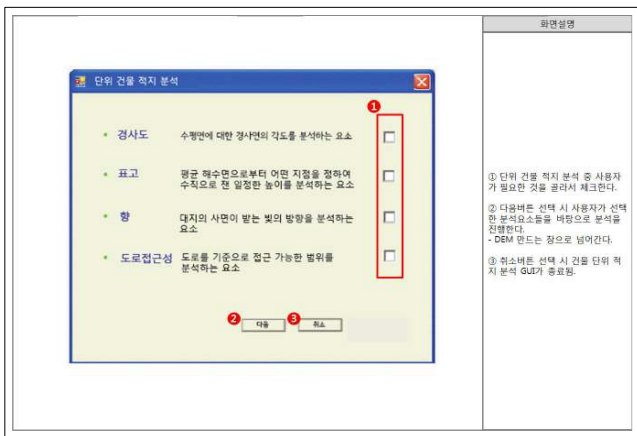 화면설명
단위 건물 적지 분석
1
경사도 수평면에 대한 경사면의 각도를 분석하는 요소
표고 평균 해수면으로부터 어떤 지점을 정하여
수직으로 잰 일정한 높이를 분석하는 요소
향 대지의 사면이 받는 빛의 방향을 분석하는
요소
도로접근성 도로를 기준으로 접근 가능한 범위를
분석하는 요소
2 다음 3 취소
① 단위 건물 적지 분석 중 사용자
가 필요한 것을 골라서 체크한다.
② 다음버튼 선택 시 사용자가 선택
한 분석요소들을 바탕으로 분석을
진행한다.
- DEM 만드는 창으로 넘어간다.
③ 취소버튼 선택 시 건물 단위 적
지 분석 GUI가 종료됨.